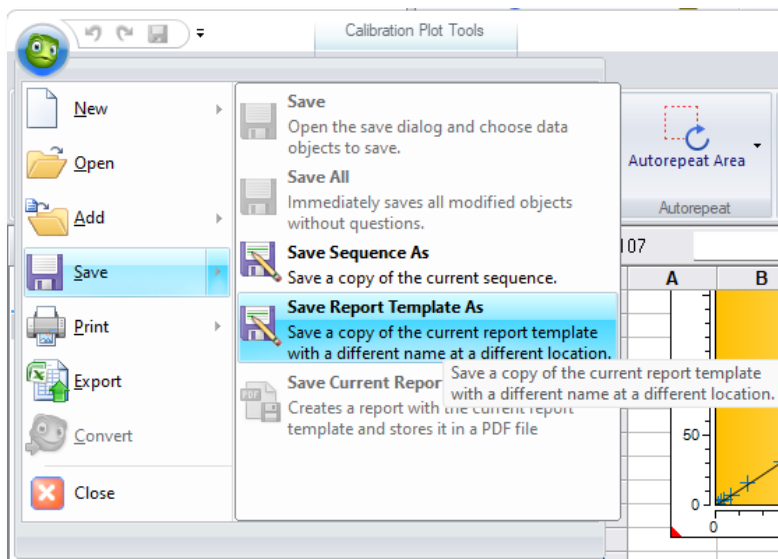 Calibration Plot Tools
New
Open
Add
Save
Print
Export
Convert
Close
Save
Open the save dialog and choose data
objects to save.
Save All
Immediately saves all modified objects
without questions.
Save Sequence As
Save a copy of the current sequence.
Save Report Template As
Save a copy of the current report template
with a different name at a different location.
Save Current Repor
Creates a report with the current report
template and stores it in a PDF file
PDF
Save a copy of the current report template
with a different name at a different location.
Autorepeat Area
Autorepeat
107
A B
50
0
0